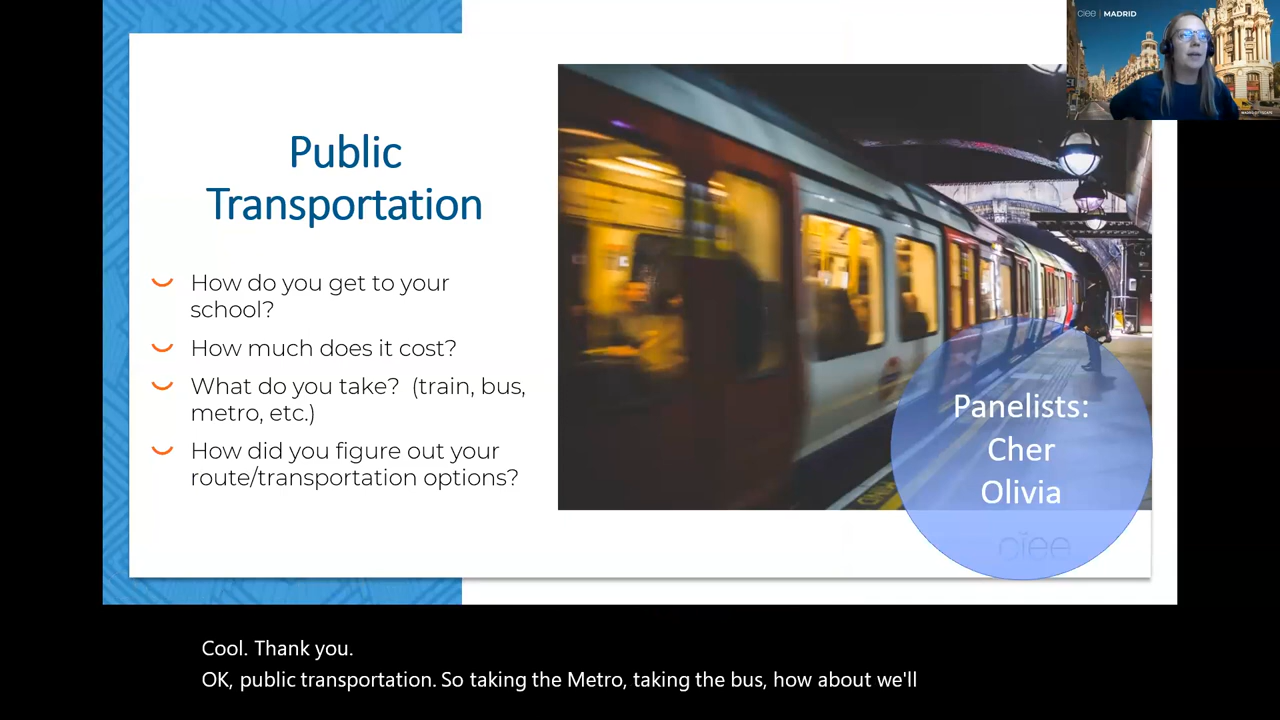 ciee | MADRID
Public
Transportation
How do you get to your
school?
How much does it cost?
What do you take? (train, bus,
metro, etc.)
How did you figure out your
route/transportation options?
Panelists:
Cher
Olivia
ciee
Cool. Thank you.
OK, public transportation. So taking the Metro, taking the bus, how about we'll